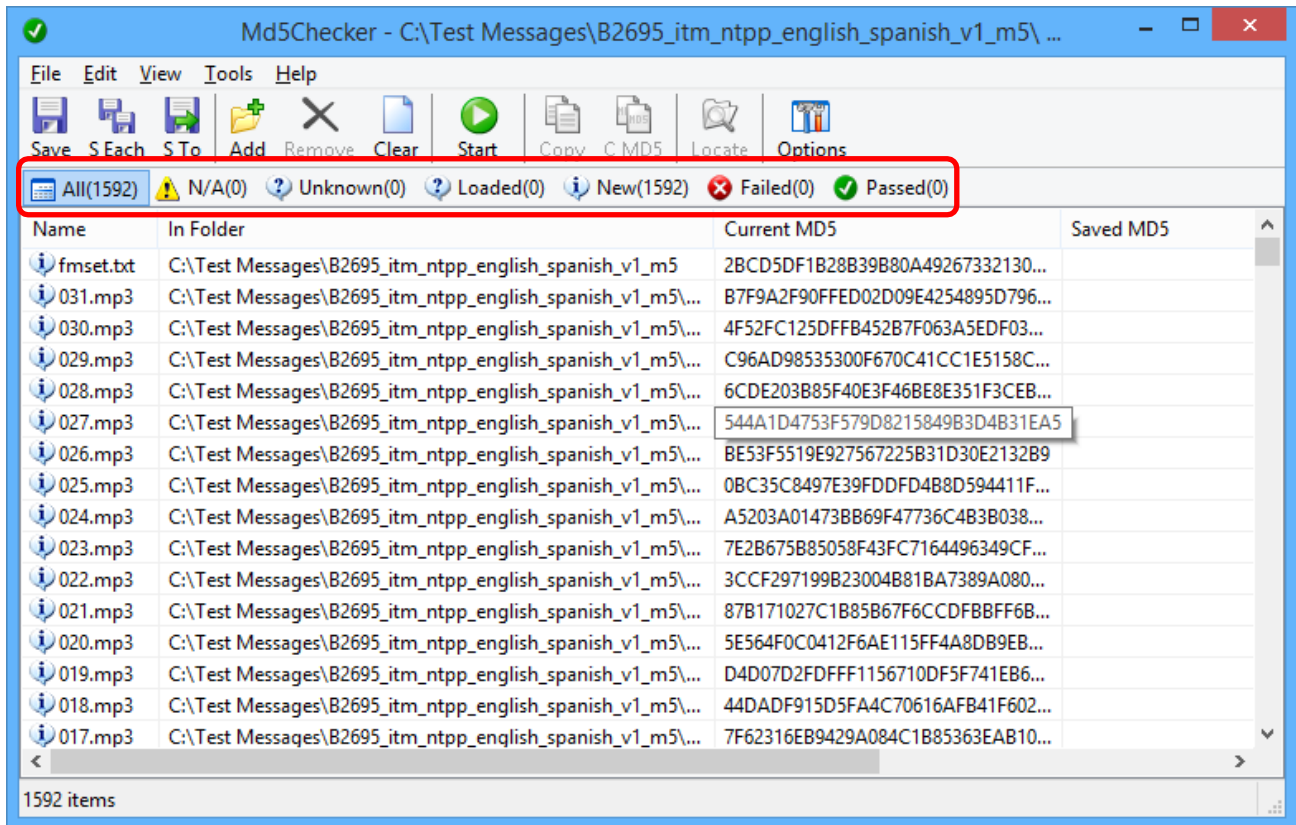 Md5Checker - C:\Test Messages\B2695_itm_ntpp_english_spanish_v1_m5\ ...
File Edit View Tools Help
Save S Each S To Add Remove Clear Start Copy C MD5 Locate Options
All(1592) N/A(0) Unknown(0) Loaded(0) New(1592) Failed(0) Passed(0)
Name In Folder Current MD5 Saved MD5
fmset.txt C:\Test Messages\B2695_itm_ntpp_english_spanish_v1_m5 2BCD5DF1B28B39B80A49267332130...
031.mp3 C:\Test Messages\B2695_itm_ntpp_english_spanish_v1_m5\... B7F9A2F90FFED02D09E4254895D796...
030.mp3 C:\Test Messages\B2695_itm_ntpp_english_spanish_v1_m5\... 4F52FC125DFFB452B7F063A5EDF03...
029.mp3 C:\Test Messages\B2695_itm_ntpp_english_spanish_v1_m5\... C96AD98535300F670C41CC1E5158C...
028.mp3 C:\Test Messages\B2695_itm_ntpp_english_spanish_v1_m5\... 6CDE203B85F40E3F46BE8E351F3CEB...
027.mp3 C:\Test Messages\B2695_itm_ntpp_english_spanish_v1_m5\... 544A1D4753F579D8215849B3D4B31EA5
026.mp3 C:\Test Messages\B2695_itm_ntpp_english_spanish_v1_m5\... BE53F5519E927567225B31D30E2132B9
025.mp3 C:\Test Messages\B2695_itm_ntpp_english_spanish_v1_m5\... 0BC35C8497E39FDDFD4B8D594411F...
024.mp3 C:\Test Messages\B2695_itm_ntpp_english_spanish_v1_m5\... A5203A01473BB69F47736C4B3B038...
023.mp3 C:\Test Messages\B2695_itm_ntpp_english_spanish_v1_m5\... 7E2B675B85058F43FC7164496349CF...
022.mp3 C:\Test Messages\B2695_itm_ntpp_english_spanish_v1_m5\... 3CCF297199B23004B81BA7389A080...
021.mp3 C:\Test Messages\B2695_itm_ntpp_english_spanish_v1_m5\... 87B171027C1B85B67F6CCDFBBFF6B...
020.mp3 C:\Test Messages\B2695_itm_ntpp_english_spanish_v1_m5\... 5E564F0C0412F6AE115FF4A8DB9EB...
019.mp3 C:\Test Messages\B2695_itm_ntpp_english_spanish_v1_m5\... D4D07D2FDFFF1156710DF5F741EB6...
018.mp3 C:\Test Messages\B2695_itm_ntpp_english_spanish_v1_m5\... 44DADF915D5FA4C70616AFB41F602...
017.mp3 C:\Test Messages\B2695_itm_ntpp_english_spanish_v1_m5\... 7F62316EB9429A084C1B85363EAB10...
1592 items